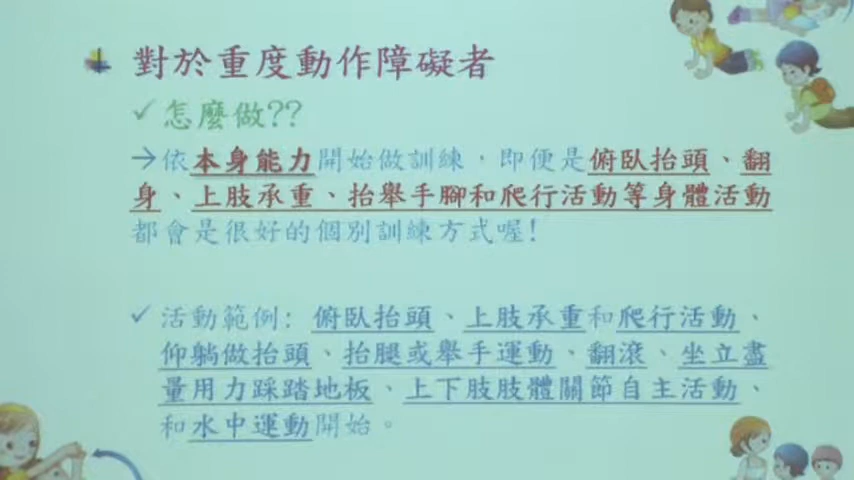 對於重度動作障礙者
✓ 怎麼做??
→依本身能力開始做訓練，即便是俯臥抬頭、翻
身、上肢承重、抬舉手腳和爬行活動等身體活動
都會是很好的個別訓練方式喔!
✓ 活動範例: 俯臥抬頭、上肢承重和爬行活動、
仰躺做抬頭、抬腿或舉手運動、翻滾、坐立盡
量用力踩踏地板、上下肢肢體關節自主活動、
和水中運動開始。